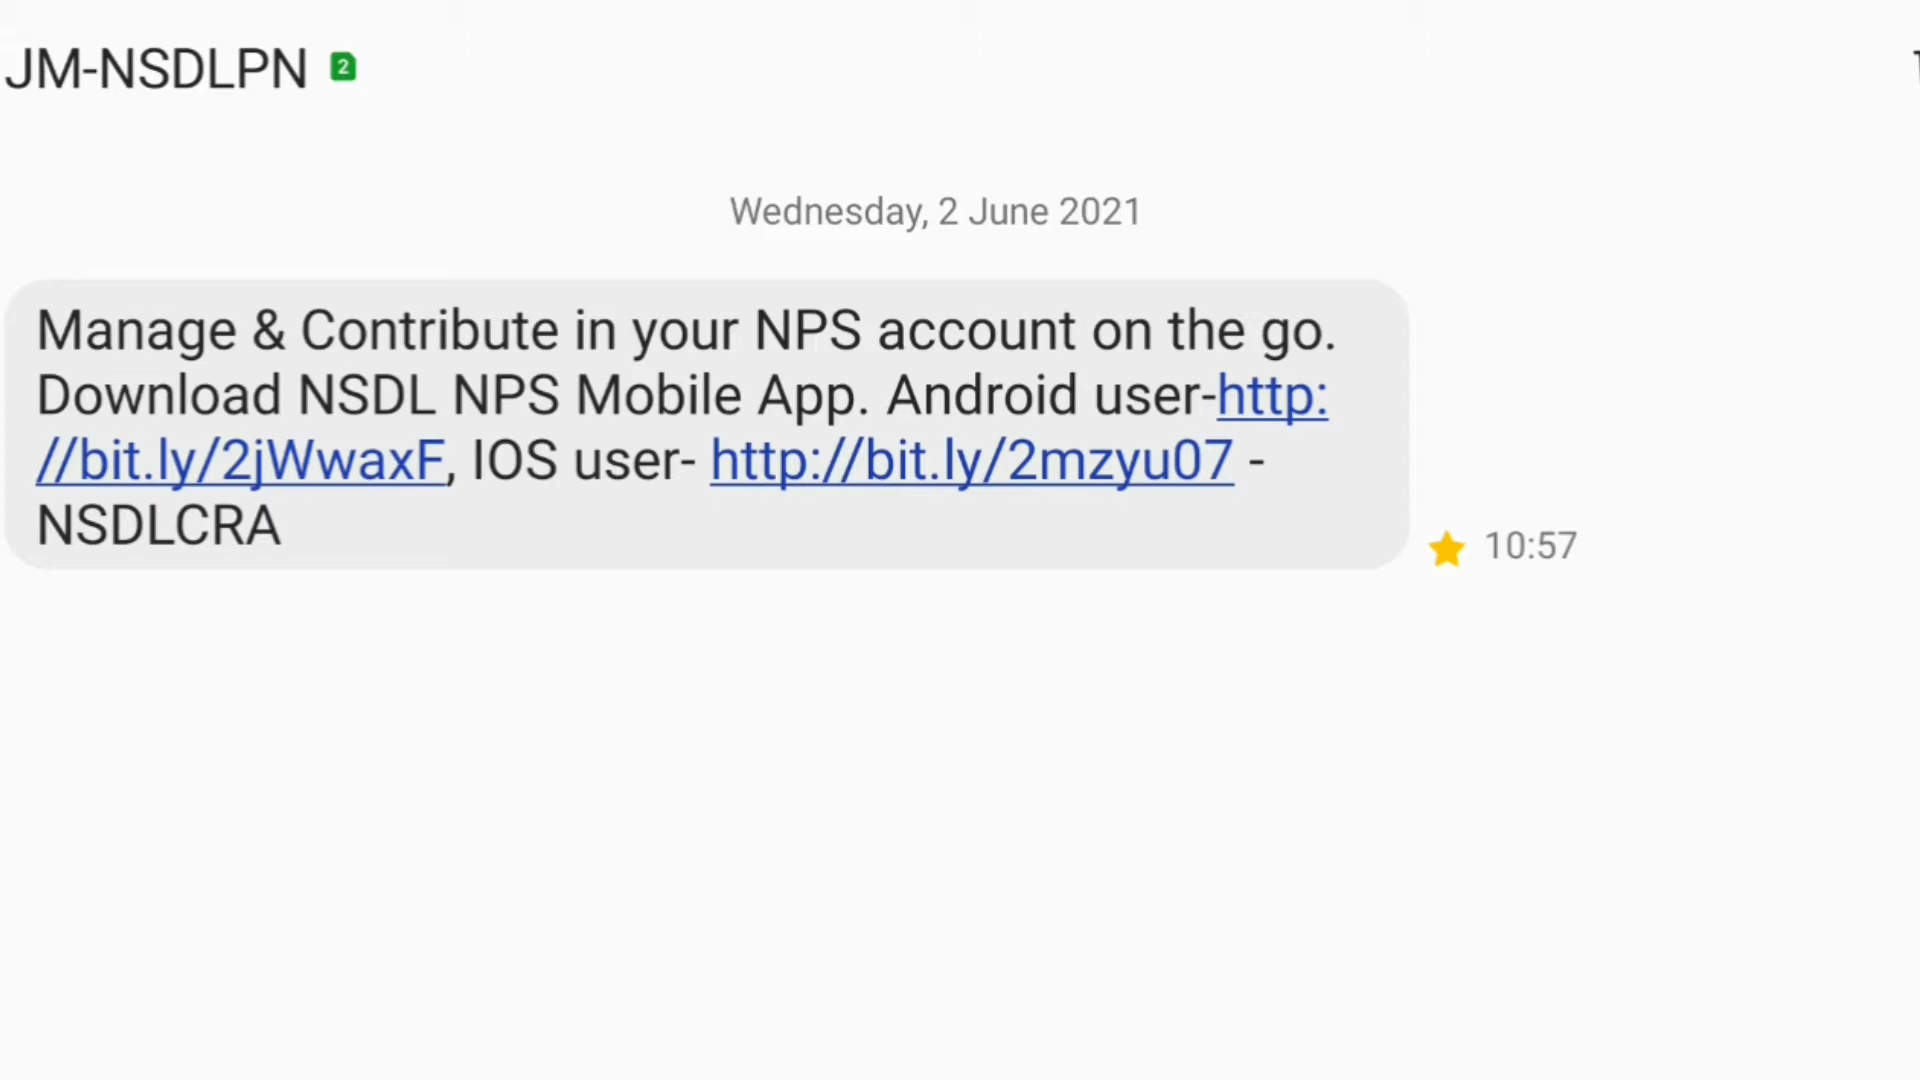 JM-NSDLPN 2
Wednesday, 2 June 2021
Manage & Contribute in your NPS account on the go.
Download NSDL NPS Mobile App. Android user-http:
//bit.ly/2jWwaxF, IOS user- http://bit.ly/2mzyu07 -
NSDLCRA
10:57